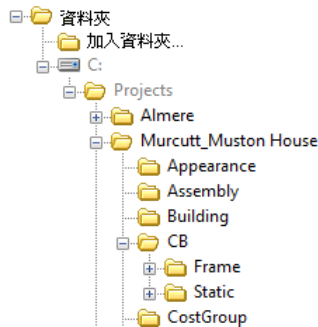 資料夾
加入資料夾...
C:
Projects
Almere
Murcutt_Muston House
Appearance
Assembly
Building
CB
Frame
Static
CostGroup